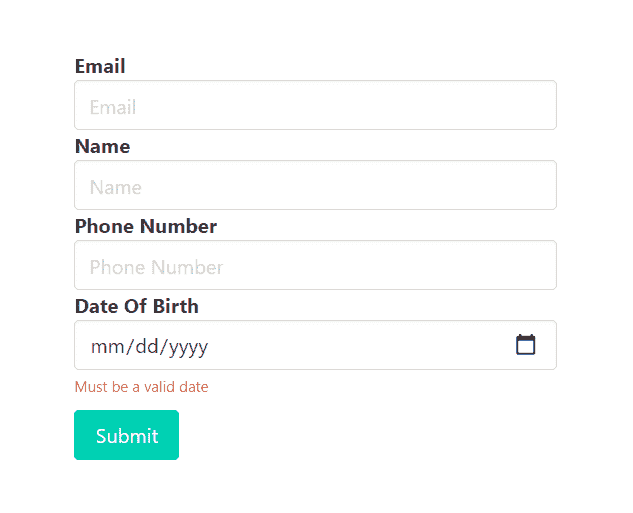 Email
Email
Name
Name
Phone Number
Phone Number
Date Of Birth
mm/dd/yyyy
Must be a valid date
Submit